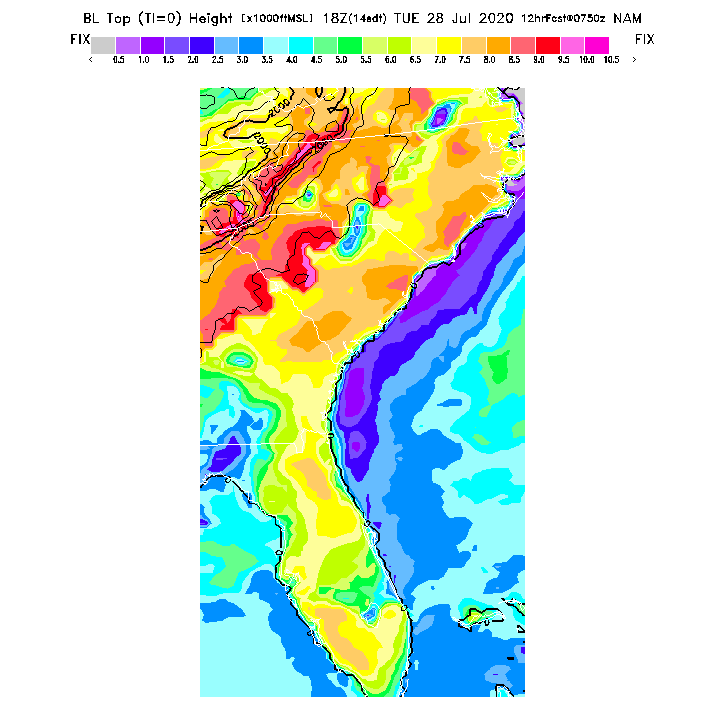 BL Top (TI=0) Height [x1000ftMSL] 18Z(14edt) TUE 28 Jul 2020 12hrFcst@0750z NAM
FIX FIX
< 0.5 1.0 1.5 2.0 2.5 3.0 3.5 4.0 4.5 5.0 5.5 6.0 6.5 7.0 7.5 8.0 8.5 9.0 9.5 10.0 10.5 >
2000
2000